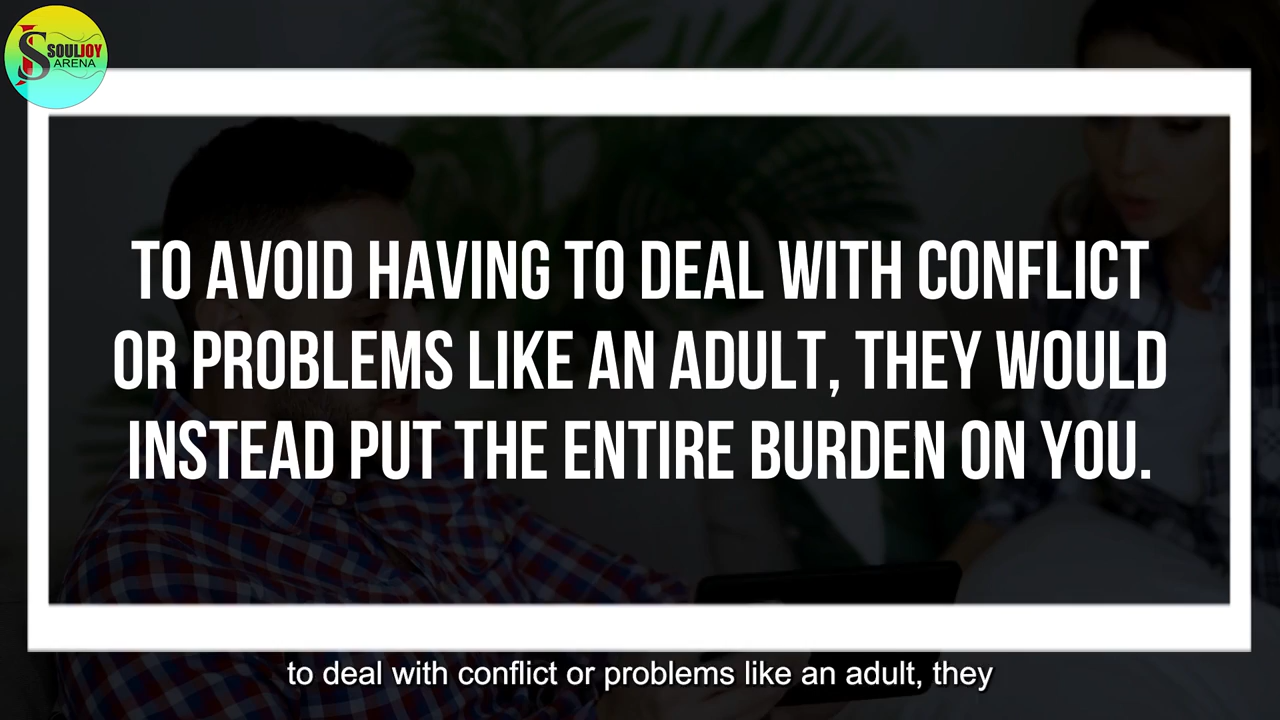 SOULJOY
ARENA
TO AVOID HAVING TO DEAL WITH CONFLICT
OR PROBLEMS LIKE AN ADULT, THEY WOULD
INSTEAD PUT THE ENTIRE BURDEN ON YOU.
to deal with conflict or problems like an adult, they